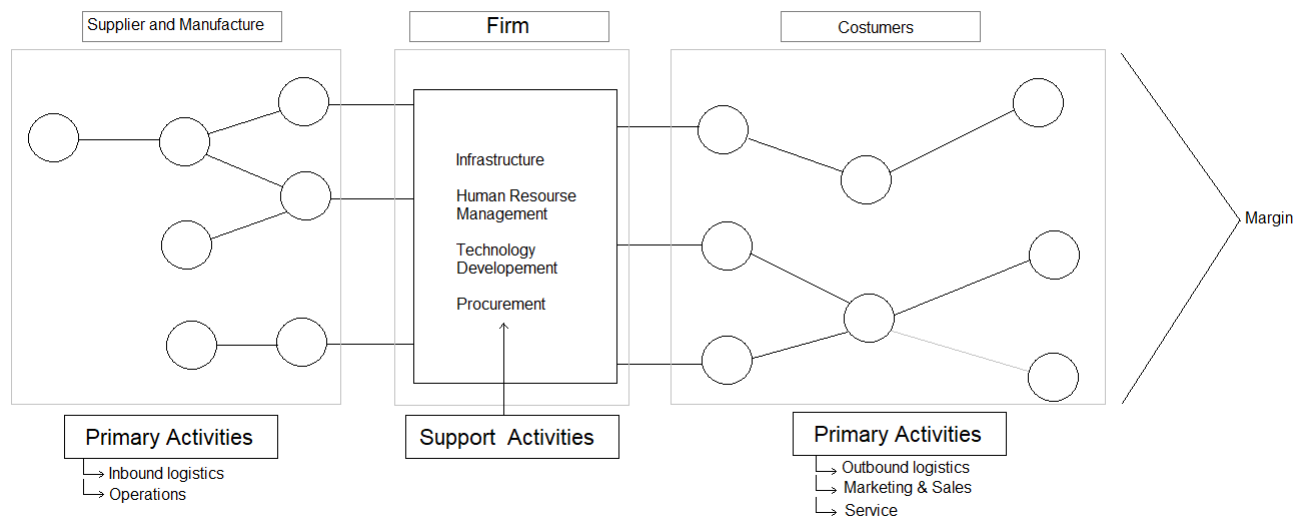 Supplier and Manufacture
Firm
Costumers
Infrastructure
Human Resourse
Management
Technology
Developement
Procurement
Margin
Primary Activities
Inbound logistics
Operations
Support Activities
Primary Activities
Outbound logistics
Marketing & Sales
Service